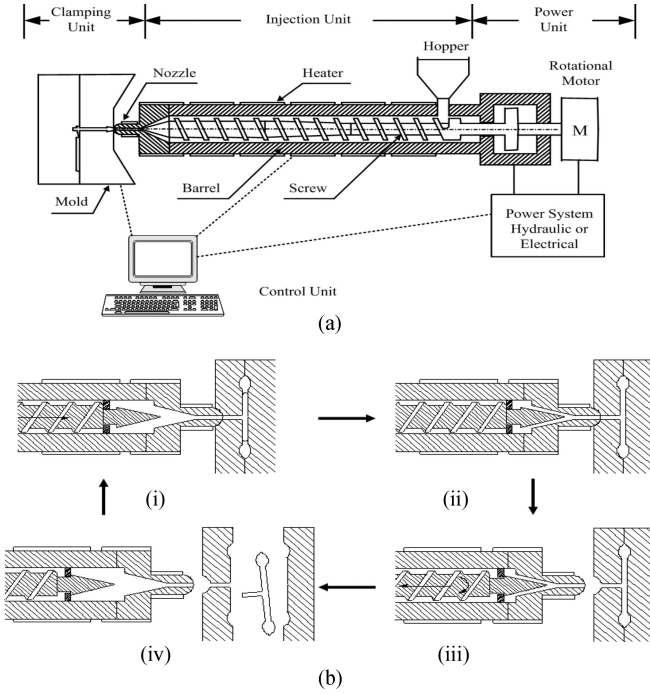 Clamping Unit
Injection Unit
Power Unit
Hopper
Rotational Motor
Nozzle
Heater
M
Mold
Barrel
Screw
Power System
Hydraulic or
Electrical
Control Unit
(a)
(i)
(ii)
(iv)
(iii)
(b)